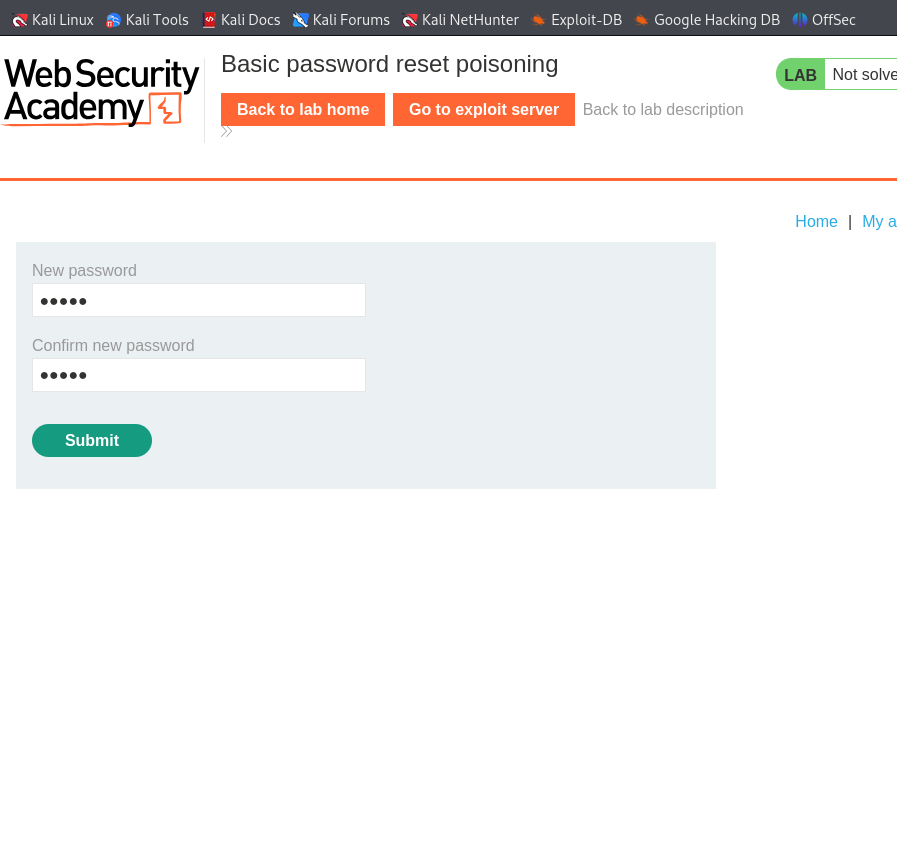 Kali Linux Kali Tools Kali Docs Kali Forums Kali NetHunter Exploit-DB Google Hacking DB OffSec
Web Security
Academy
Basic password reset poisoning
LAB Not solve
Back to lab home Go to exploit server Back to lab description
Home | My a
New password
●●●●●
Confirm new password
●●●●●
Submit